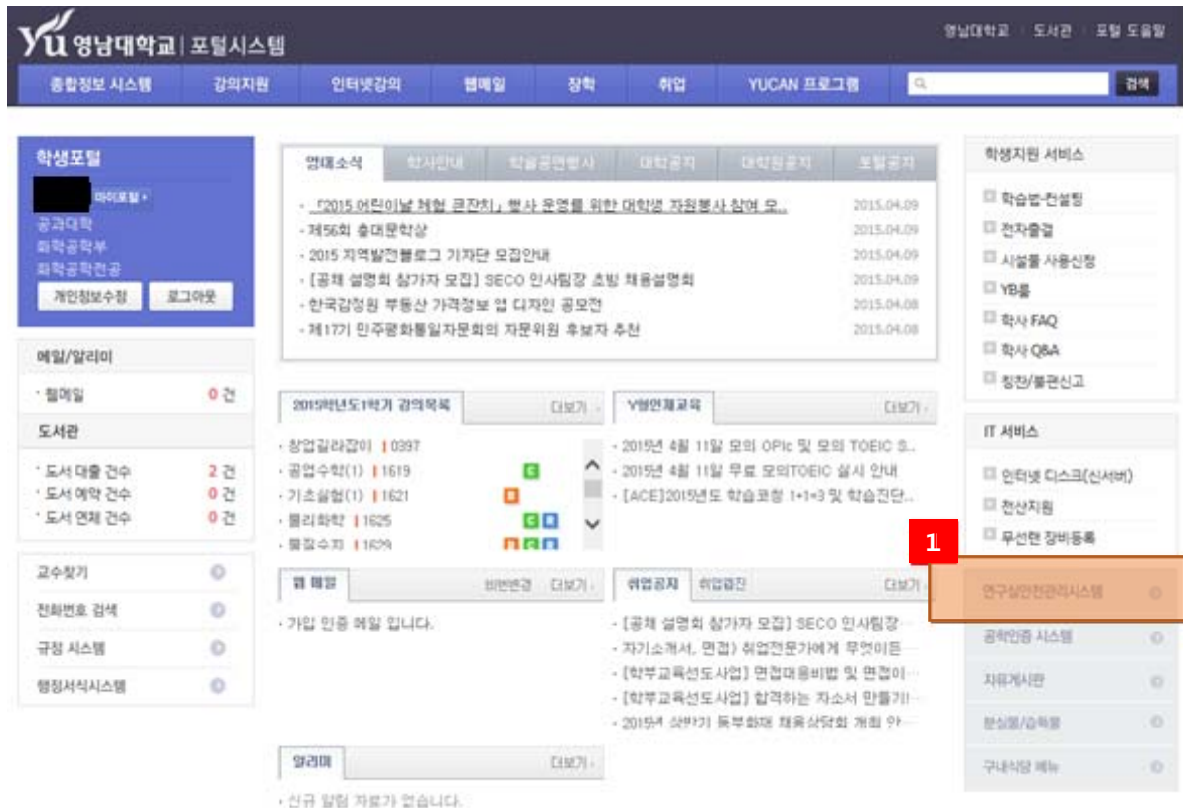 yu 영남대학교 | 포털시스템
영남대학교 도서관 포털 도움말
종합정보 시스템 강의지원 인터넷강의 웹메일 장학 취업 YUCAN 프로그램 검색
학생포털
마이포털
공과대학
화학공학부
화학공학전공
개인정보수정 로그아웃
메일/알리미
웹메일 0 건
도서관
도서 대출 건수 2 건
도서 예약 건수 0 건
도서 연체 건수 0 건
교수찾기
전화번호 검색
규정 시스템
행정서식시스템
영대소식 학사안내 학술공연행사 대학공지 대학원공지 포털공지
「2015 어린이날 체험 큰잔치」 행사 운영를 위한 대학생 자원봉사 참여 모.. 2015.04.09
제56회 충대문학상 2015.04.09
2015 지역발전블로그 기자단 모집안내 2015.04.09
[공채 설명회 참가자 모집] SECO 인사팀장 초빙 채용설명회 2015.04.09
한국감정원 부동산 가격정보 앱 디자인 공모전 2015.04.08
제17기 민주평화통일자문회의 자문위원 후보자 추천 2015.04.08
2015학년도1학기 강의목록 더보기
창업길라잡이 | 0397
공업수학(1) | 1619 C
기초실험(1) | 1621
물리화학 | 1625 C
물질수지 | 1629 C
Y형인재교육 더보기
2015년 4월 11일 모의 OPIc 및 모의 TOEIC S..
2015년 4월 11일 무료 모의TOEIC 실시 안내
[ACE]2015년도 학습코칭 1+1=3 및 학습진단..
웹 메일 비번변경 더보기
가입 인증 메일 입니다.
취업공지 취업컬럼 더보기
[공채 설명회 참가자 모집] SECO 인사팀장…
자기소개서, 면접) 취업전문가에게 무엇이든…
[학부교육선도사업] 면접대응비법 및 면접이…
[학부교육선도사업] 합격하는 자소서 만들기!…
2015년 상반기 동부화재 채용상담회 개최 안…
알리미 더보기
신규 알림 자료가 없습니다.
학생지원 서비스
학습법-컨설팅
전자출결
시설물 사용신청
YB룸
학사 FAQ
학사 Q&A
칭찬/불편신고
IT 서비스
인터넷 디스크(신서버)
전산지원
무선랜 장비등록
1
연구실안전관리시스템
공학인증 시스템
자유게시판
분실물/습득물
구내식당 메뉴